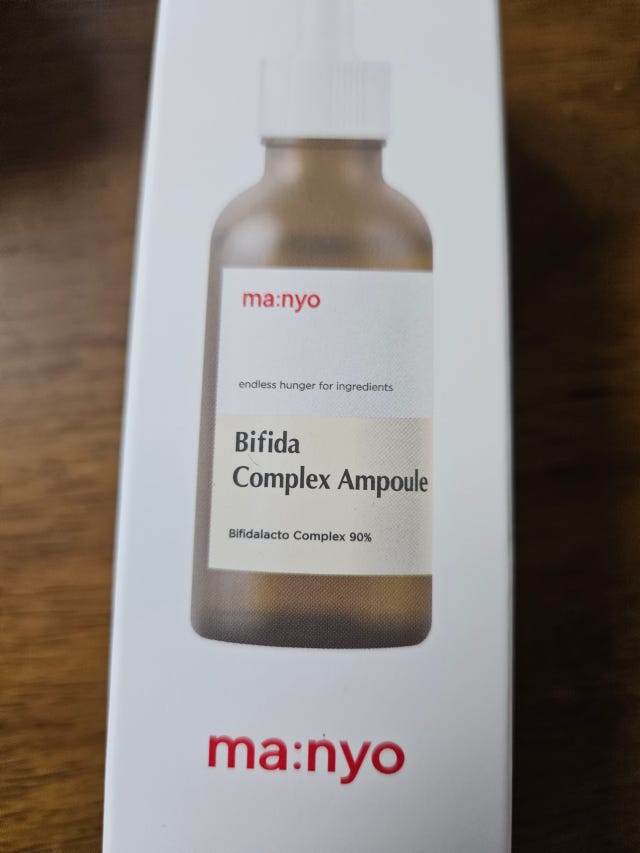 ma:nyo
endless hunger for ingredients
Bifida
Complex Ampoule
Bifidalacto Complex 90%
ma:nyo